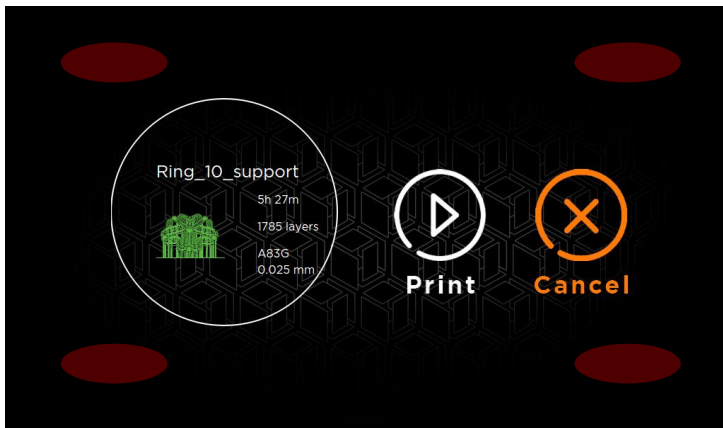 Ring_10_support
5h 27m
1785 layers
A83G
0.025 mm
Print
Cancel